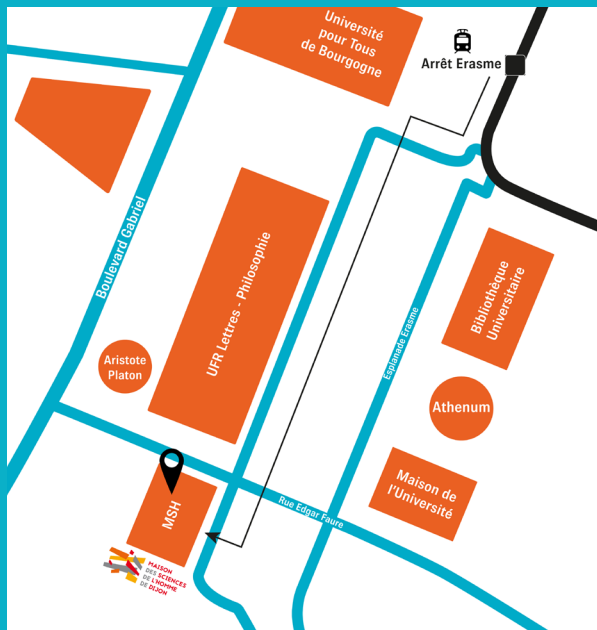 Université
pour Tous
de Bourgogne
Arrêt Erasme
Boulevard Gabriel
UFR Lettres - Philosophie
Bibliothèque
Universitaire
Esplanade Erasme
Aristote
Platon
Athenum
Maison de
l'Université
Rue Edgar Faure
MSH
MAISON
DES SCIENCES
DE L'HOMME
DE DIJON